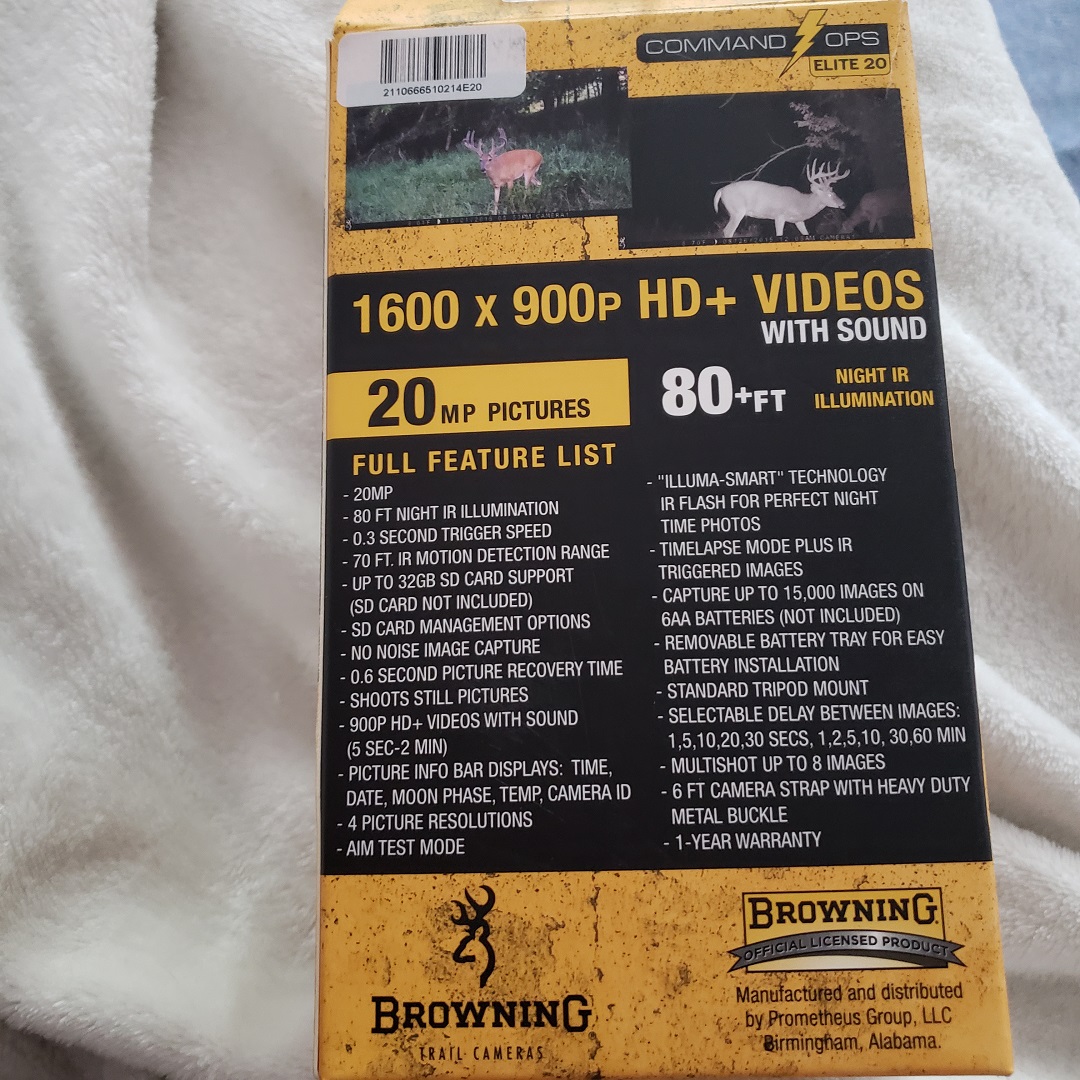 COMMAND OPS
ELITE 20
2110666510214E20
1600 x 900P HD+ VIDEOS
WITH SOUND
20MP PICTURES
80+FT
NIGHT IR
ILLUMINATION
FULL FEATURE LIST
- 20MP
- 80 FT NIGHT IR ILLUMINATION
- 0.3 SECOND TRIGGER SPEED
- 70 FT. IR MOTION DETECTION RANGE
- UP TO 32GB SD CARD SUPPORT
(SD CARD NOT INCLUDED)
- SD CARD MANAGEMENT OPTIONS
- NO NOISE IMAGE CAPTURE
- 0.6 SECOND PICTURE RECOVERY TIME
- SHOOTS STILL PICTURES
- 900P HD+ VIDEOS WITH SOUND
(5 SEC-2 MIN)
- PICTURE INFO BAR DISPLAYS: TIME,
DATE, MOON PHASE, TEMP, CAMERA ID
- 4 PICTURE RESOLUTIONS
- AIM TEST MODE
- "ILLUMA-SMART" TECHNOLOGY
IR FLASH FOR PERFECT NIGHT
TIME PHOTOS
- TIMELAPSE MODE PLUS IR
TRIGGERED IMAGES
- CAPTURE UP TO 15,000 IMAGES ON
6AA BATTERIES (NOT INCLUDED)
- REMOVABLE BATTERY TRAY FOR EASY
BATTERY INSTALLATION
- STANDARD TRIPOD MOUNT
- SELECTABLE DELAY BETWEEN IMAGES:
1,5,10,20,30 SECS, 1,2,5,10, 30,60 MIN
- MULTISHOT UP TO 8 IMAGES
- 6 FT CAMERA STRAP WITH HEAVY DUTY
METAL BUCKLE
- 1-YEAR WARRANTY
BROWNING
TRAIL CAMERAS
BROWNING
OFFICIAL LICENSED PRODUCT
Manufactured and distributed
by Prometheus Group, LLC
Birmingham, Alabama.